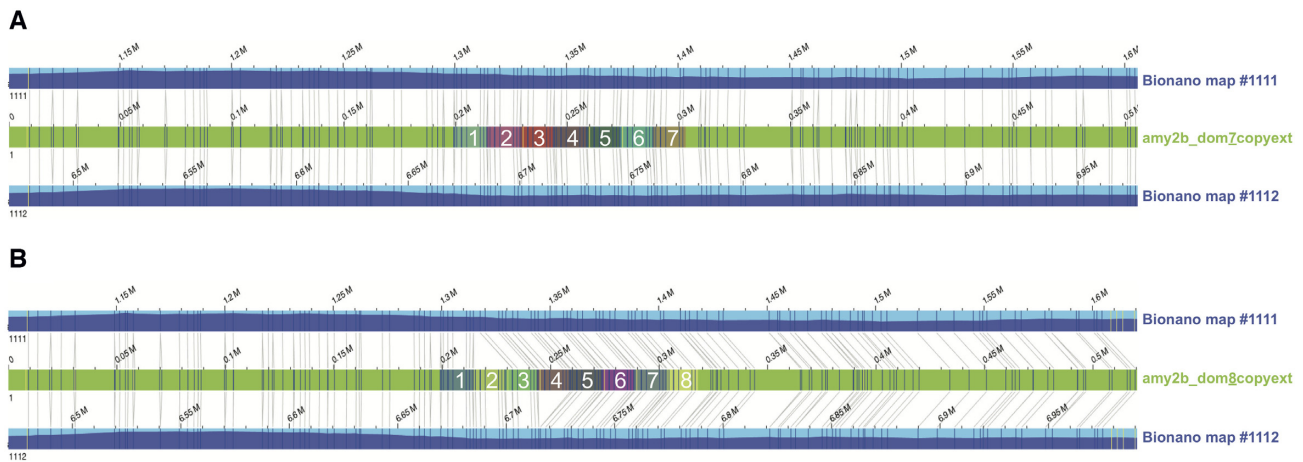 A
1.15 M 1.2 M 1.25 M 1.3 M 1.35 M 1.4 M 1.45 M 1.5 M 1.55 M 1.6 M
Bionano map #1111
1111
0 0.05 M 0.1 M 0.15 M 0.2 M 0.25 M 0.3 M 0.35 M 0.4 M 0.45 M 0.5 M
1 2 3 4 5 6 7
amy2b_dom7copyext
1
6.5 M 6.55 M 6.6 M 6.65 M 6.7 M 6.75 M 6.8 M 6.85 M 6.9 M 6.95 M
Bionano map #1112
1112
B
1.15 M 1.2 M 1.25 M 1.3 M 1.35 M 1.4 M 1.45 M 1.5 M 1.55 M 1.6 M
Bionano map #1111
1111
0 0.05 M 0.1 M 0.15 M 0.2 M 0.25 M 0.3 M 0.35 M 0.4 M 0.45 M 0.5 M
1 2 3 4 5 6 7 8
amy2b_dom8copyext
1
6.5 M 6.55 M 6.6 M 6.65 M 6.7 M 6.75 M 6.8 M 6.85 M 6.9 M 6.95 M
Bionano map #1112
1112